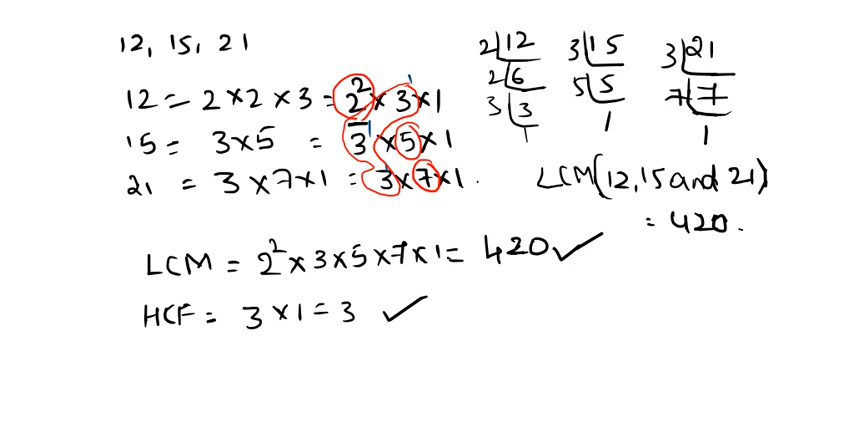 12, 15, 21
2 12
2 6
3 3
1
3 15
5 5
1
3 21
7 7
1
12 = 2 × 2 × 3 = 2² × 3¹ × 1
15 = 3 × 5 = 3¹ × 5 × 1
21 = 3 × 7 × 1 = 3 × 7 × 1.
LCM (12, 15 and 21)
= 420.
LCM = 2² × 3 × 5 × 7 × 1 = 420 ✓
HCF = 3 × 1 = 3 ✓